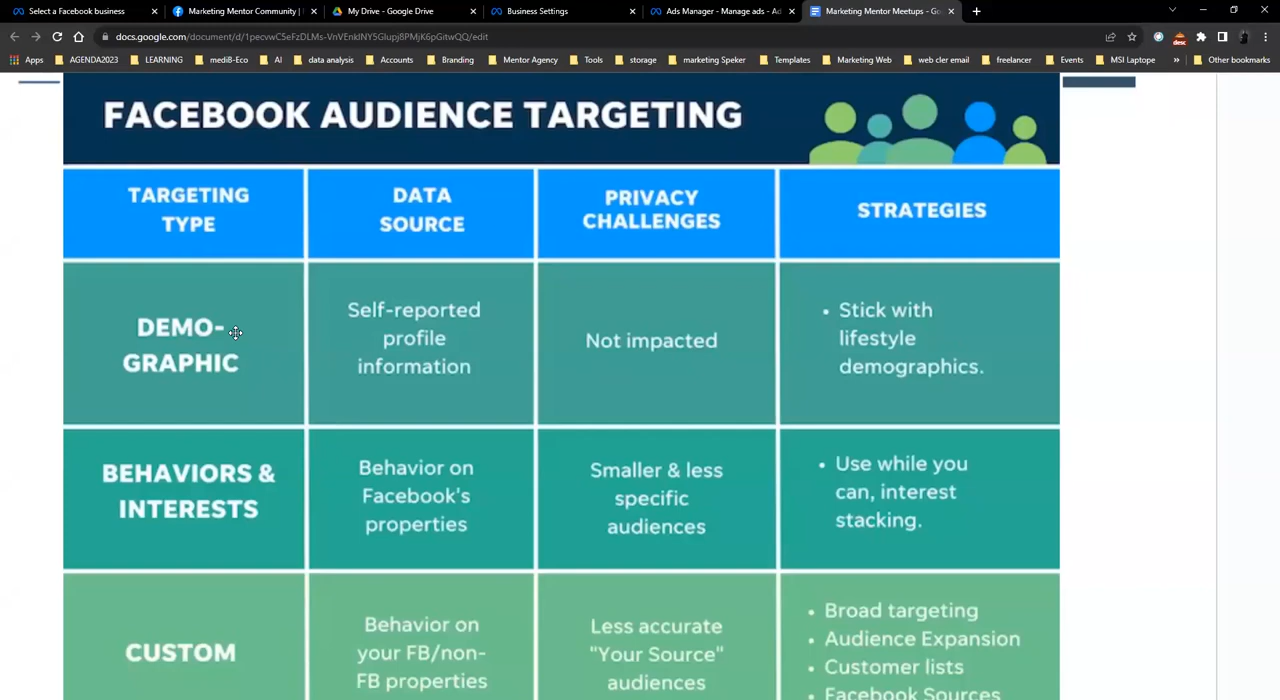 Select a Facebook business
Marketing Mentor Community |
My Drive - Google Drive
Business Settings
Ads Manager - Manage ads - Ad
Marketing Mentor Meetups - Go
docs.google.com/document/d/1pecvwC5eFzDLMs-VnVEnklNY5Glupj8PMjK6pGitwQQ/edit
Apps
AGENDA2023
LEARNING
mediB-Eco
AI
data analysis
Accounts
Branding
Mentor Agency
Tools
storage
marketing Speker
Templates
Marketing Web
web cler email
freelancer
Events
MSI Laptope
»
Other bookmarks
FACEBOOK AUDIENCE TARGETING
TARGETING
TYPE
DATA
SOURCE
PRIVACY
CHALLENGES
STRATEGIES
DEMO-
GRAPHIC
Self-reported
profile
information
Not impacted
• Stick with
lifestyle
demographics.
BEHAVIORS &
INTERESTS
Behavior on
Facebook's
properties
Smaller & less
specific
audiences
• Use while you
can, interest
stacking.
CUSTOM
Behavior on
your FB/non-
FB properties
Less accurate
"Your Source"
audiences
• Broad targeting
• Audience Expansion
• Customer lists
• Facebook Sources